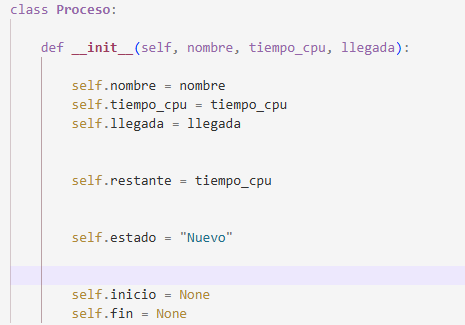 class Proceso:
def __init__(self, nombre, tiempo_cpu, llegada):
self.nombre = nombre
self.tiempo_cpu = tiempo_cpu
self.llegada = llegada
self.restante = tiempo_cpu
self.estado = "Nuevo"
self.inicio = None
self.fin = None